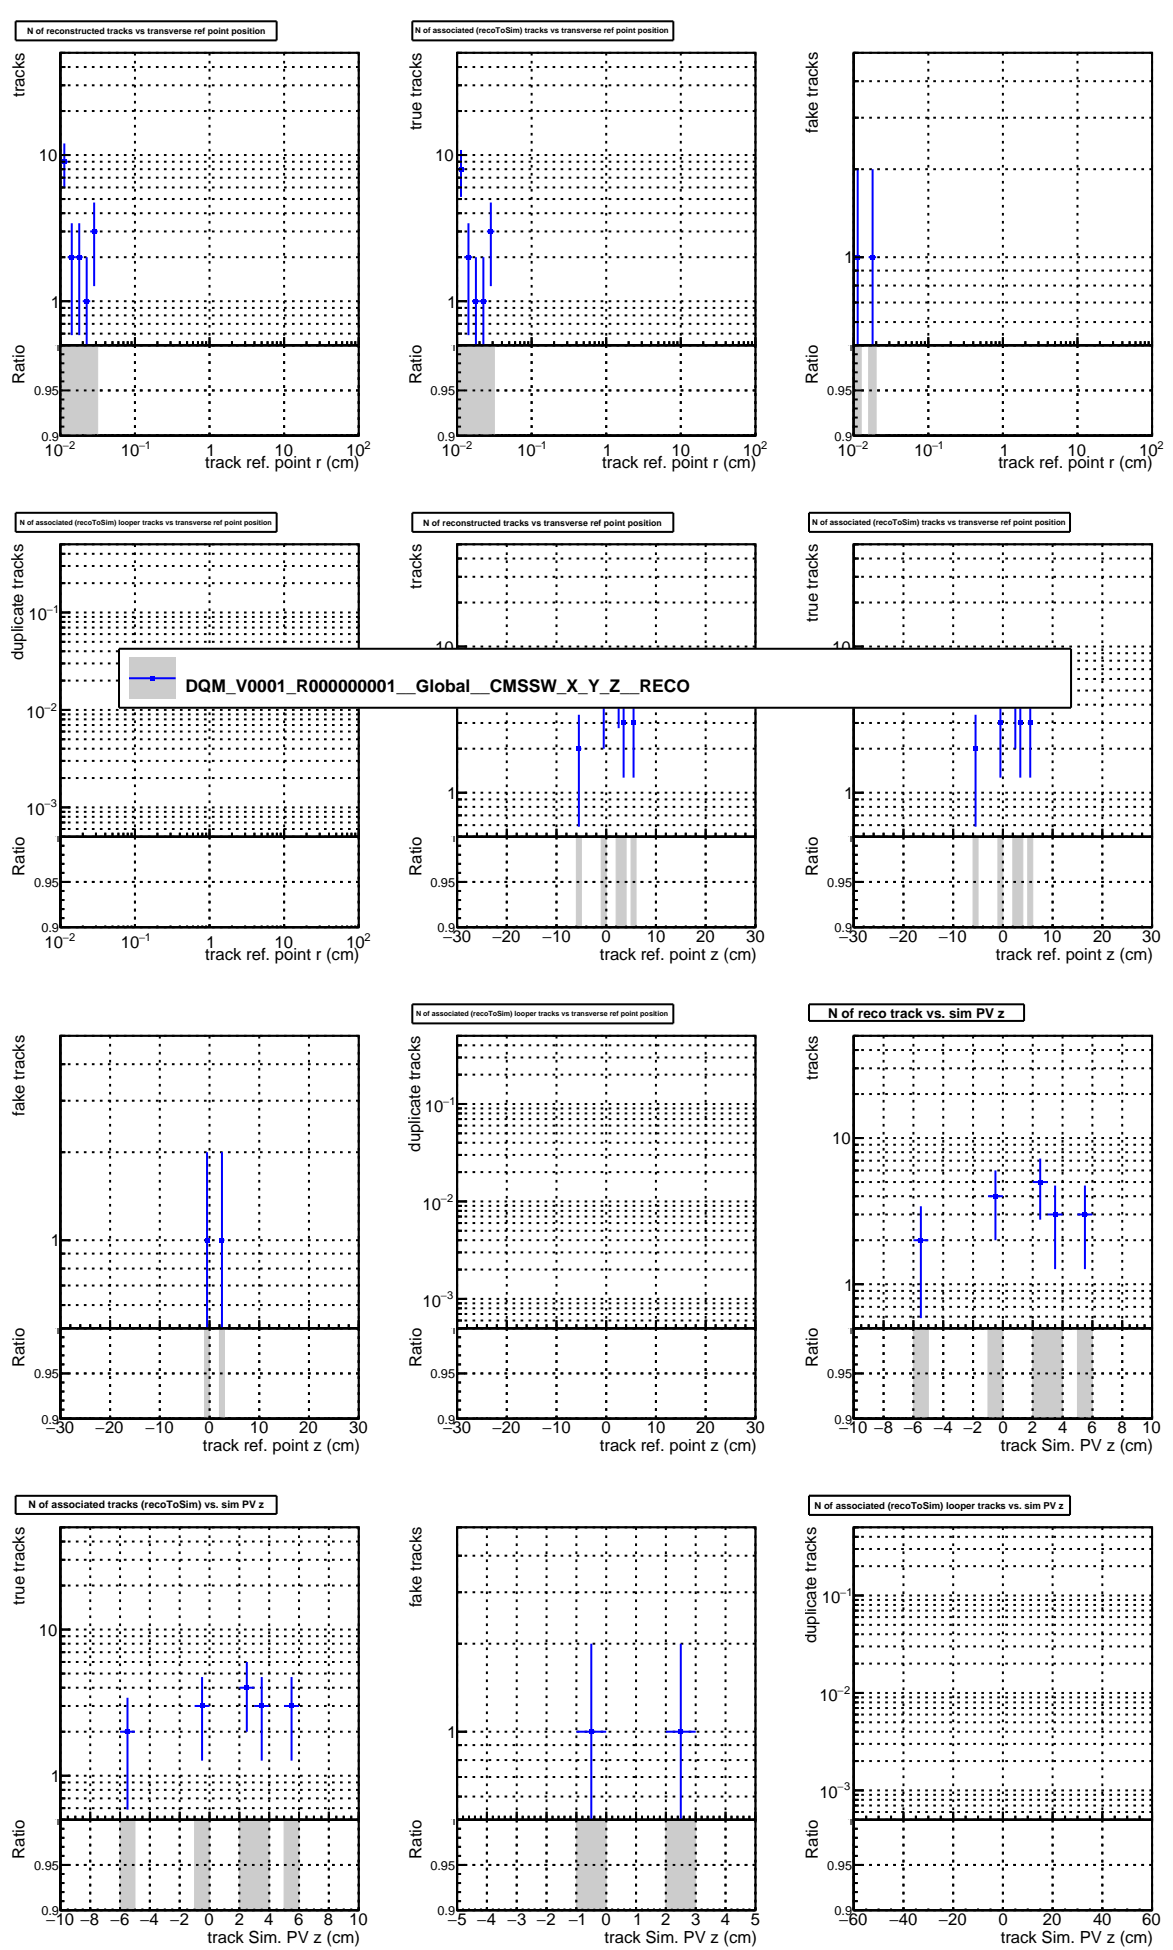 N of reconstructed tracks vs transverse ref point position
tracks
10
1
Ratio
0.95
0.9
10−2 10−1 1 10 102
track ref. point r (cm)
N of associated (recoToSim) tracks vs transverse ref point position
true tracks
10
1
Ratio
0.95
0.9
10−2 10−1 1 10 102
track ref. point r (cm)
fake tracks
1
Ratio
0.95
0.9
10−2 10−1 1 10 102
track ref. point r (cm)
N of associated (recoToSim) looper tracks vs transverse ref point position
duplicate tracks
10−1
10−2
10−3
Ratio
0.95
0.9
10−2 10−1 1 10 102
track ref. point r (cm)
N of reconstructed tracks vs transverse ref point position
tracks
10
1
Ratio
0.95
0.9
−30 −20 −10 0 10 20 30
track ref. point z (cm)
N of associated (recoToSim) tracks vs transverse ref point position
true tracks
10
1
Ratio
0.95
0.9
−30 −20 −10 0 10 20 30
track ref. point z (cm)
DQM_V0001_R000000001__Global__CMSSW_X_Y_Z__RECO
fake tracks
1
Ratio
0.95
0.9
−30 −20 −10 0 10 20 30
track ref. point z (cm)
N of associated (recoToSim) looper tracks vs transverse ref point position
duplicate tracks
10−1
10−2
10−3
Ratio
0.95
0.9
−30 −20 −10 0 10 20 30
track ref. point z (cm)
N of reco track vs. sim PV z
tracks
10
1
Ratio
0.95
0.9
−10 −8 −6 −4 −2 0 2 4 6 8 10
track Sim. PV z (cm)
N of associated tracks (recoToSim) vs. sim PV z
true tracks
10
1
Ratio
0.95
0.9
−10 −8 −6 −4 −2 0 2 4 6 8 10
track Sim. PV z (cm)
fake tracks
1
Ratio
0.95
0.9
−5 −4 −3 −2 −1 0 1 2 3 4 5
track Sim. PV z (cm)
N of associated (recoToSim) looper tracks vs. sim PV z
duplicate tracks
10−1
10−2
10−3
Ratio
0.95
0.9
−60 −40 −20 0 20 40 60
track Sim. PV z (cm)